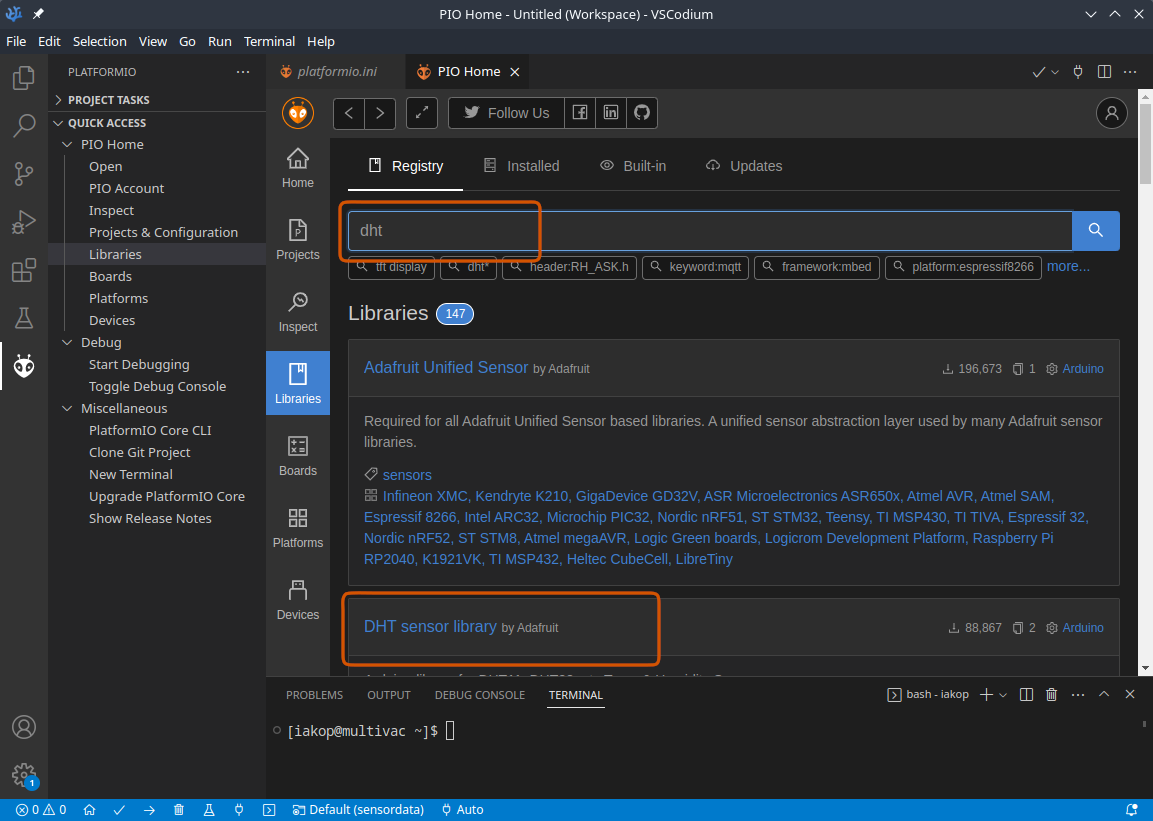 PIO Home - Untitled (Workspace) - VSCodium
File Edit Selection View Go Run Terminal Help
PLATFORMIO
PROJECT TASKS
QUICK ACCESS
PIO Home
Open
PIO Account
Inspect
Projects & Configuration
Libraries
Boards
Platforms
Devices
Debug
Start Debugging
Toggle Debug Console
Miscellaneous
PlatformIO Core CLI
Clone Git Project
New Terminal
Upgrade PlatformIO Core
Show Release Notes
platformio.ini PIO Home
Follow Us
Home
Projects
Inspect
Libraries
Boards
Platforms
Devices
Registry Installed Built-in Updates
dht
tft display dht* header:RH_ASK.h keyword:mqtt framework:mbed platform:espressif8266 more...
Libraries 147
Adafruit Unified Sensor by Adafruit 196,673 1 Arduino
Required for all Adafruit Unified Sensor based libraries. A unified sensor abstraction layer used by many Adafruit sensor
libraries.
sensors
Infineon XMC, Kendryte K210, GigaDevice GD32V, ASR Microelectronics ASR650x, Atmel AVR, Atmel SAM,
Espressif 8266, Intel ARC32, Microchip PIC32, Nordic nRF51, ST STM32, Teensy, TI MSP430, TI TIVA, Espressif 32,
Nordic nRF52, ST STM8, Atmel megaAVR, Logic Green boards, Logicrom Development Platform, Raspberry Pi
RP2040, K1921VK, TI MSP432, Heltec CubeCell, LibreTiny
DHT sensor library by Adafruit 88,867 2 Arduino
PROBLEMS OUTPUT DEBUG CONSOLE TERMINAL bash - iakop
[iakop@multivac ~]$
1
0 0 Default (sensordata) Auto